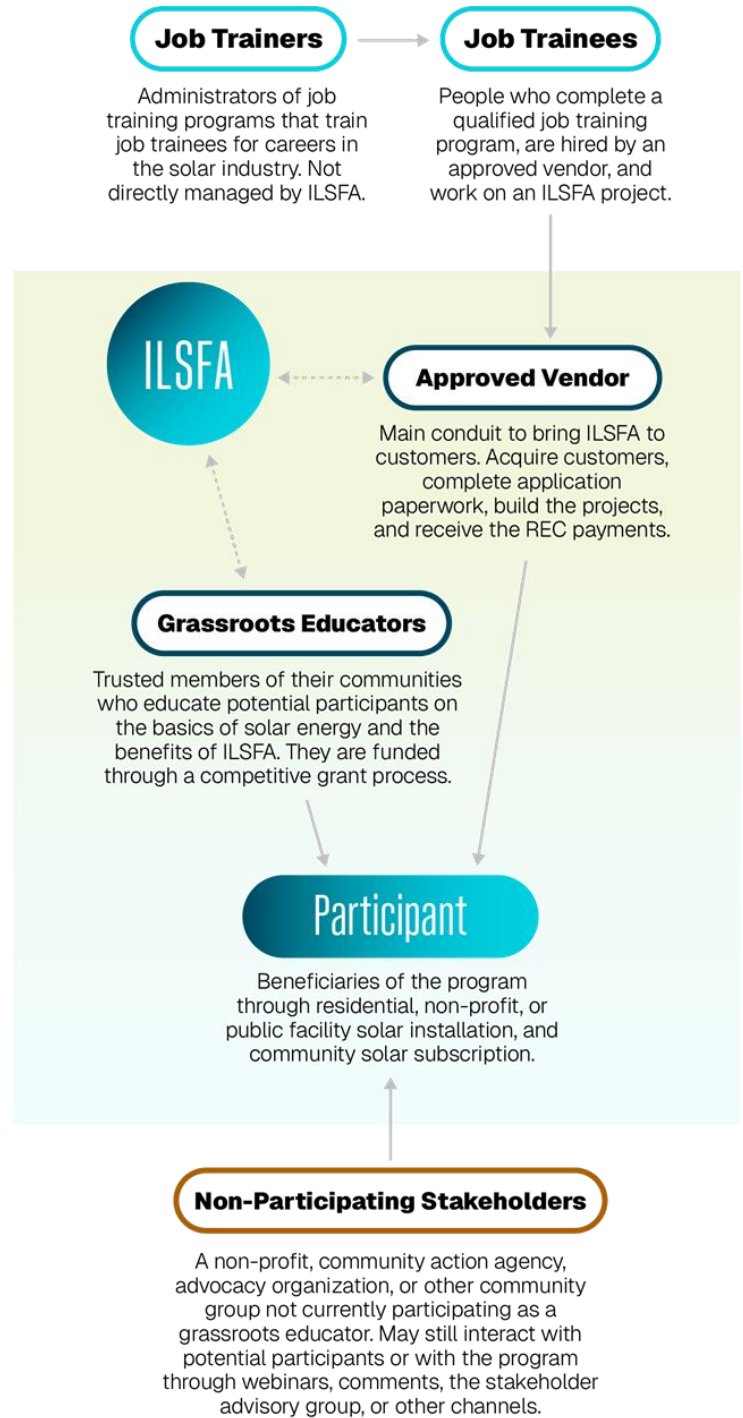 Job Trainers
Administrators of job
training programs that train
job trainees for careers in
the solar industry. Not
directly managed by ILSFA.
Job Trainees
People who complete a
qualified job training
program, are hired by an
approved vendor, and
work on an ILSFA project.
ILSFA
Approved Vendor
Main conduit to bring ILSFA to
customers. Acquire customers,
complete application
paperwork, build the projects,
and receive the REC payments.
Grassroots Educators
Trusted members of their communities
who educate potential participants on
the basics of solar energy and the
benefits of ILSFA. They are funded
through a competitive grant process.
Participant
Beneficiaries of the program
through residential, non-profit, or
public facility solar installation, and
community solar subscription.
Non-Participating Stakeholders
A non-profit, community action agency,
advocacy organization, or other community
group not currently participating as a
grassroots educator. May still interact with
potential participants or with the program
through webinars, comments, the stakeholder
advisory group, or other channels.